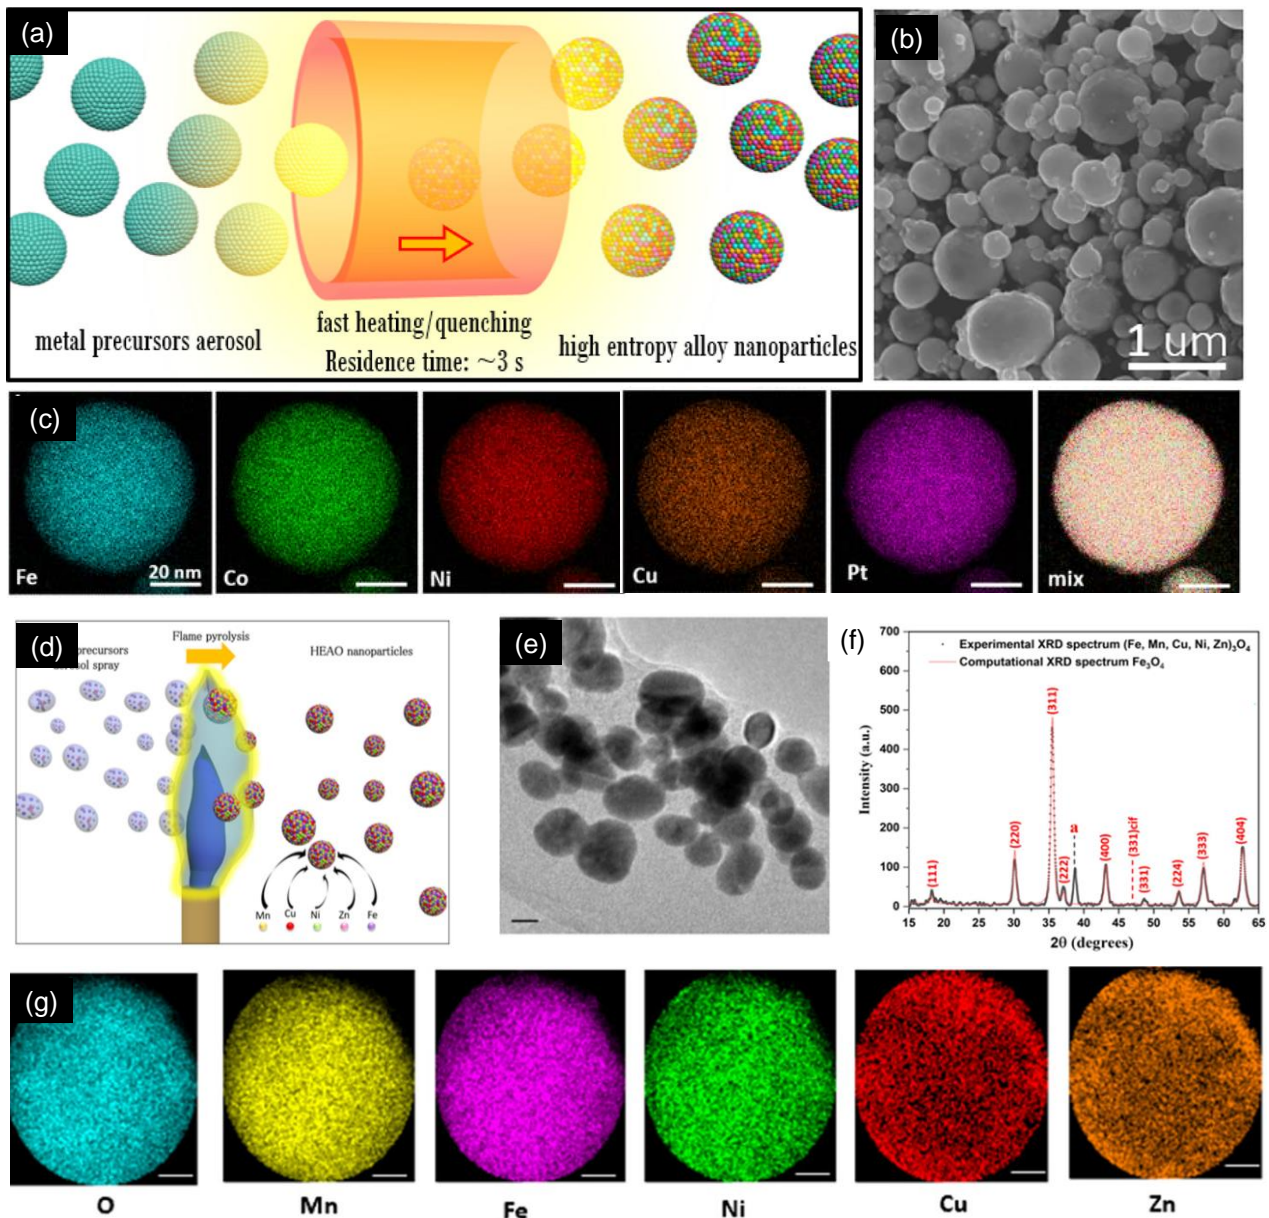 (a)
metal precursors aerosol
fast heating/quenching
Residence time: ~3 s
high entropy alloy nanoparticles
(b)
1 um
(c)
Fe
20 nm
Co
Ni
Cu
Pt
mix
(d)
Flame pyrolysis
precursors
spray
HEAO nanoparticles
Mn Cu Ni Zn Fe
(e)
(f)
700
600
500
400
300
200
100
0
Intensity (a.u.)
Experimental XRD spectrum (Fe, Mn, Cu, Ni, Zn)₃O₄
Computational XRD spectrum Fe₃O₄
(111)
(220)
(311)
(222)
a
(400)
(331)cif
(331)
(224)
(333)
(404)
15 20 25 30 35 40 45 50 55 60 65
2θ (degrees)
(g)
O
Mn
Fe
Ni
Cu
Zn